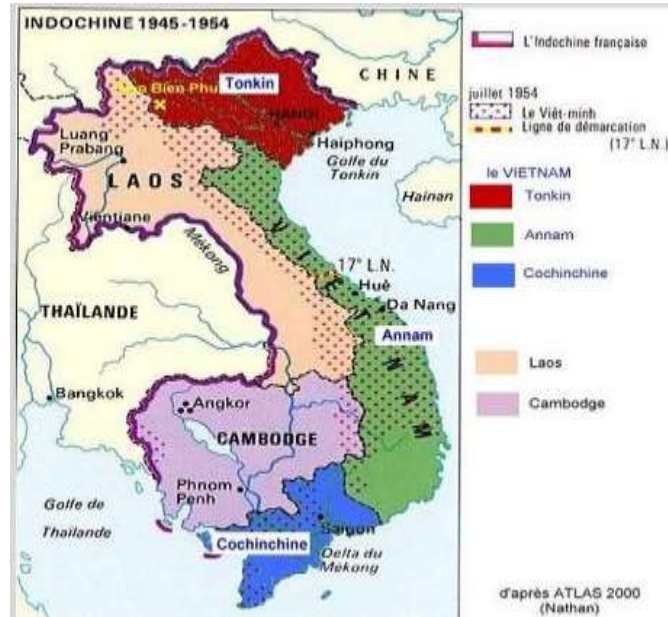 INDOCHINE 1945-1954
Tonkin
CHINE
Bien Phu
HANOI
Luang
Prabang
Haiphong
Golfe du
Tonkin
LAOS
Hainan
Vientiane
Mékong
VIETNAM
17° L.N.
Huê
Da Nang
THAÏLANDE
Annam
Bangkok
Angkor
CAMBODGE
Phnom
Penh
Golfe de
Thaïlande
Saïgon
Cochinchine
Delta du
Mékong
L'Indochine française
juillet 1954
Le Viêt-minh
Ligne de démarcation
(17° L.N.)
le VIETNAM
Tonkin
Annam
Cochinchine
Laos
Cambodge
d'après ATLAS 2000
(Nathan)